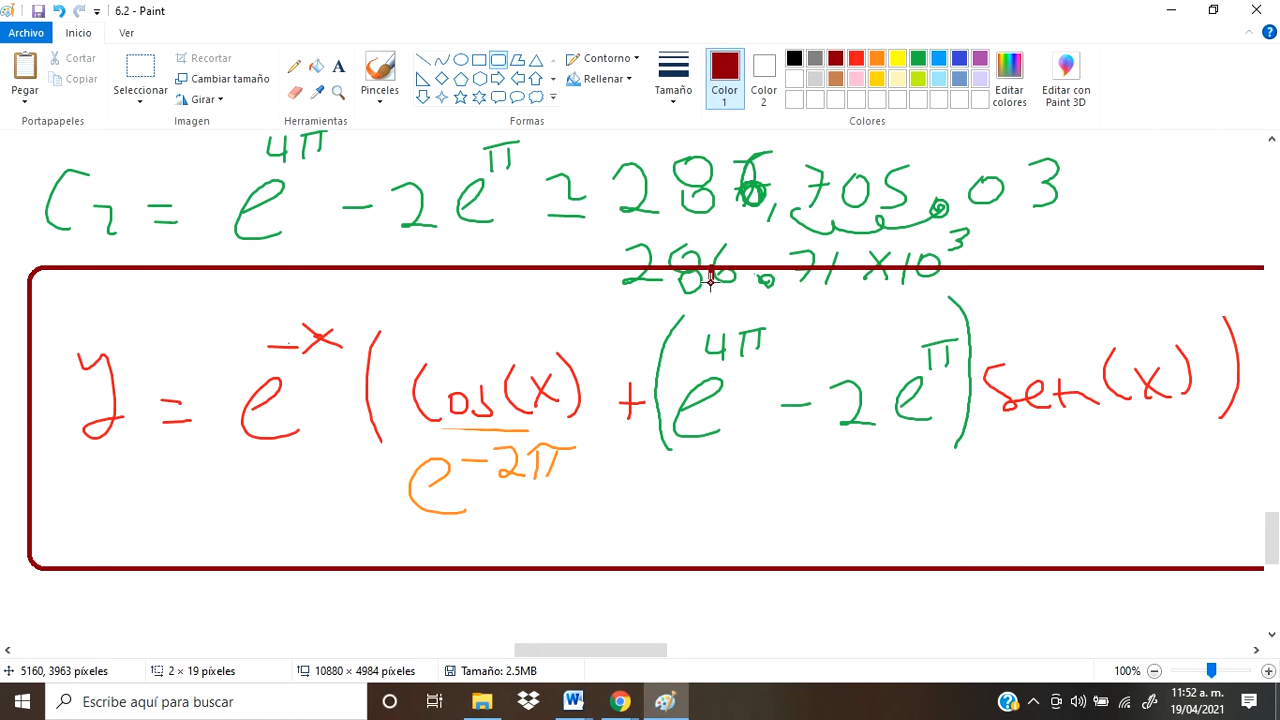 6.2 - Paint
Archivo Inicio Ver
Pegar
Cortar
Copiar
Portapapeles
Seleccionar
Recortar
Cambiar tamaño
Girar
Imagen
A
Herramientas
Pinceles
Contorno
Rellenar
Formas
Tamaño
Color 1
Color 2
Editar colores
Colores
Editar con Paint 3D
C₂ = e^4π - 2e^π ≃ 286,705.03
286.71 x10^3
y = e^-x (Cos(x) / e^-2π + (e^4π - 2e^π) Sen(x))
5160, 3963 píxeles 2 × 19 píxeles 10880 × 4984 píxeles Tamaño: 2.5MB 100%
Escribe aquí para buscar
11:52 a. m.
19/04/2021